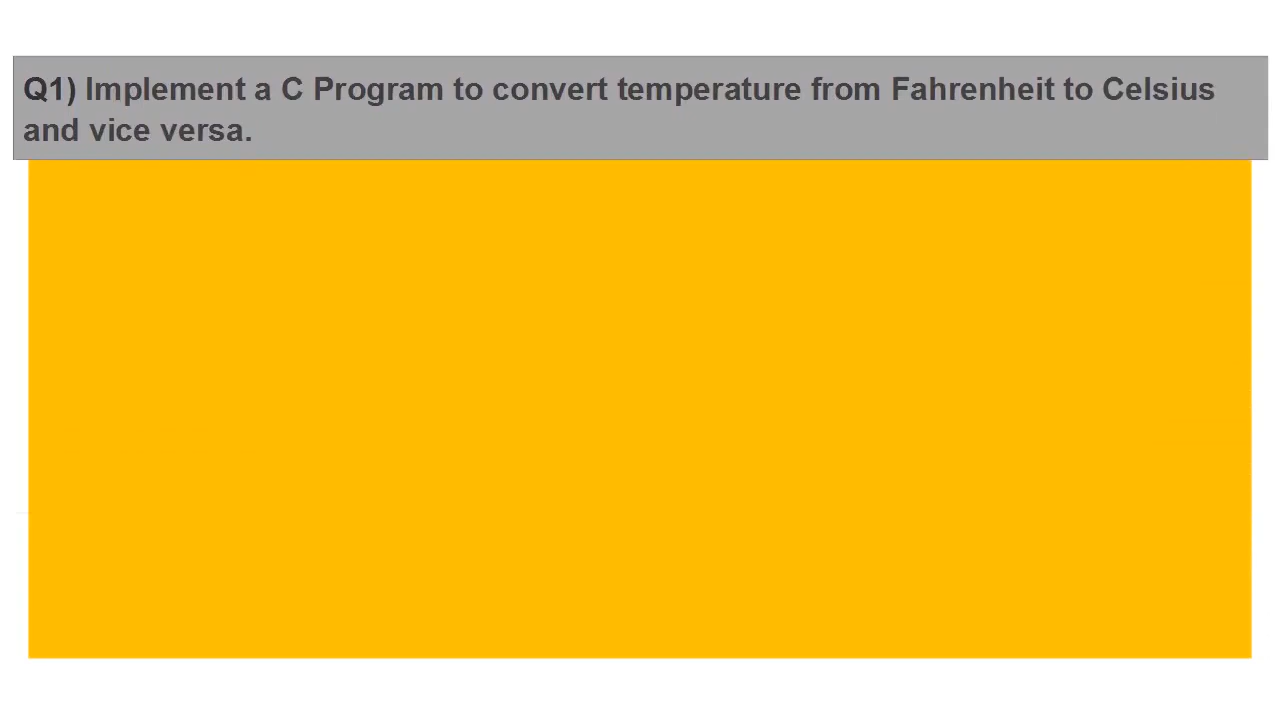 Q1) Implement a C Program to convert temperature from Fahrenheit to Celsius
and vice versa.